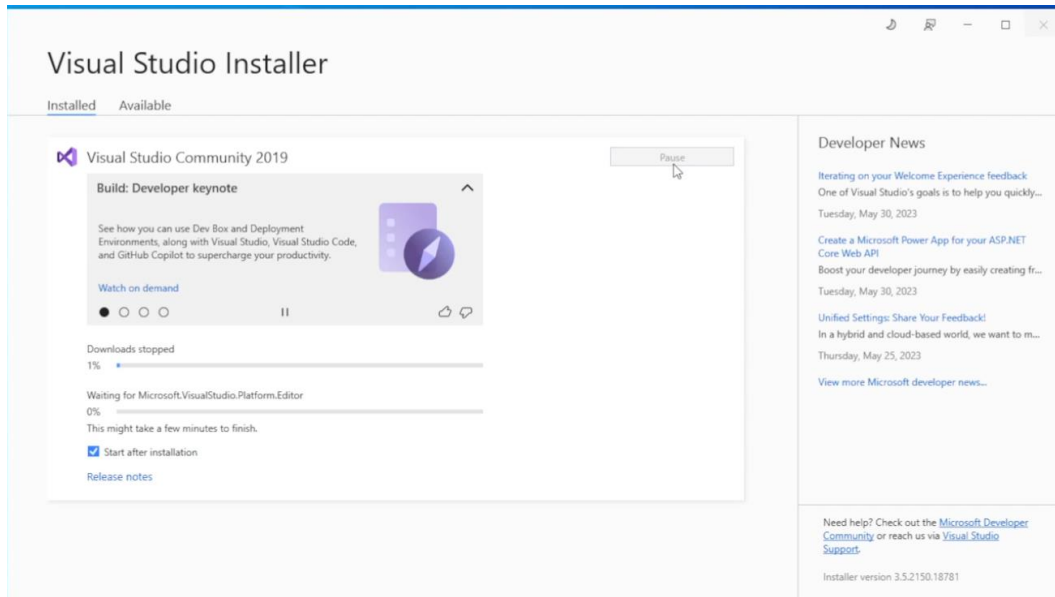 Visual Studio Installer
Installed Available
Visual Studio Community 2019
Pause
Build: Developer keynote
See how you can use Dev Box and Deployment
Environments, along with Visual Studio, Visual Studio Code,
and GitHub Copilot to supercharge your productivity.
Watch on demand
Downloads stopped
1%
Waiting for Microsoft.VisualStudio.Platform.Editor
0%
This might take a few minutes to finish.
Start after installation
Release notes
Developer News
Iterating on your Welcome Experience feedback
One of Visual Studio's goals is to help you quickly...
Tuesday, May 30, 2023
Create a Microsoft Power App for your ASP.NET
Core Web API
Boost your developer journey by easily creating fr...
Tuesday, May 30, 2023
Unified Settings: Share Your Feedback!
In a hybrid and cloud-based world, we want to m...
Thursday, May 25, 2023
View more Microsoft developer news...
Need help? Check out the Microsoft Developer
Community or reach us via Visual Studio
Support.
Installer version 3.5.2150.18781